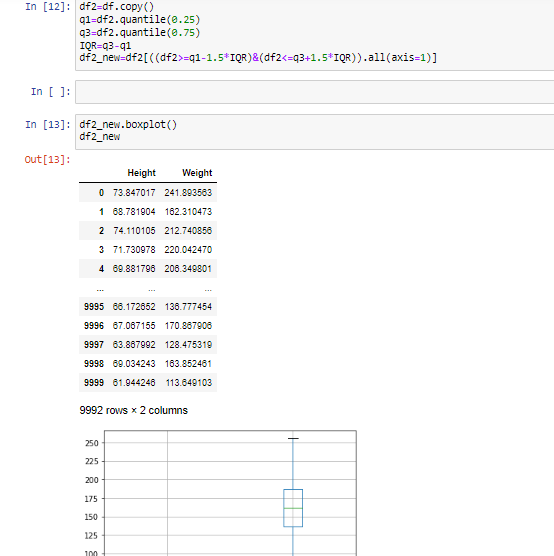 In [12]: df2=df.copy()
q1=df2.quantile(0.25)
q3=df2.quantile(0.75)
IQR=q3-q1
df2_new=df2[((df2>=q1-1.5*IQR)&(df2<=q3+1.5*IQR)).all(axis=1)]
In [ ]:
In [13]: df2_new.boxplot()
df2_new
Out[13]:
Height Weight
0 73.847017 241.893563
1 68.781904 162.310473
2 74.110105 212.740856
3 71.730978 220.042470
4 69.881796 206.349801
... ... ...
9995 66.172652 136.777454
9996 67.067155 170.867906
9997 63.867992 128.475319
9998 69.034243 163.852461
9999 61.944246 113.649103
9992 rows × 2 columns
250
225
200
175
150
125
100